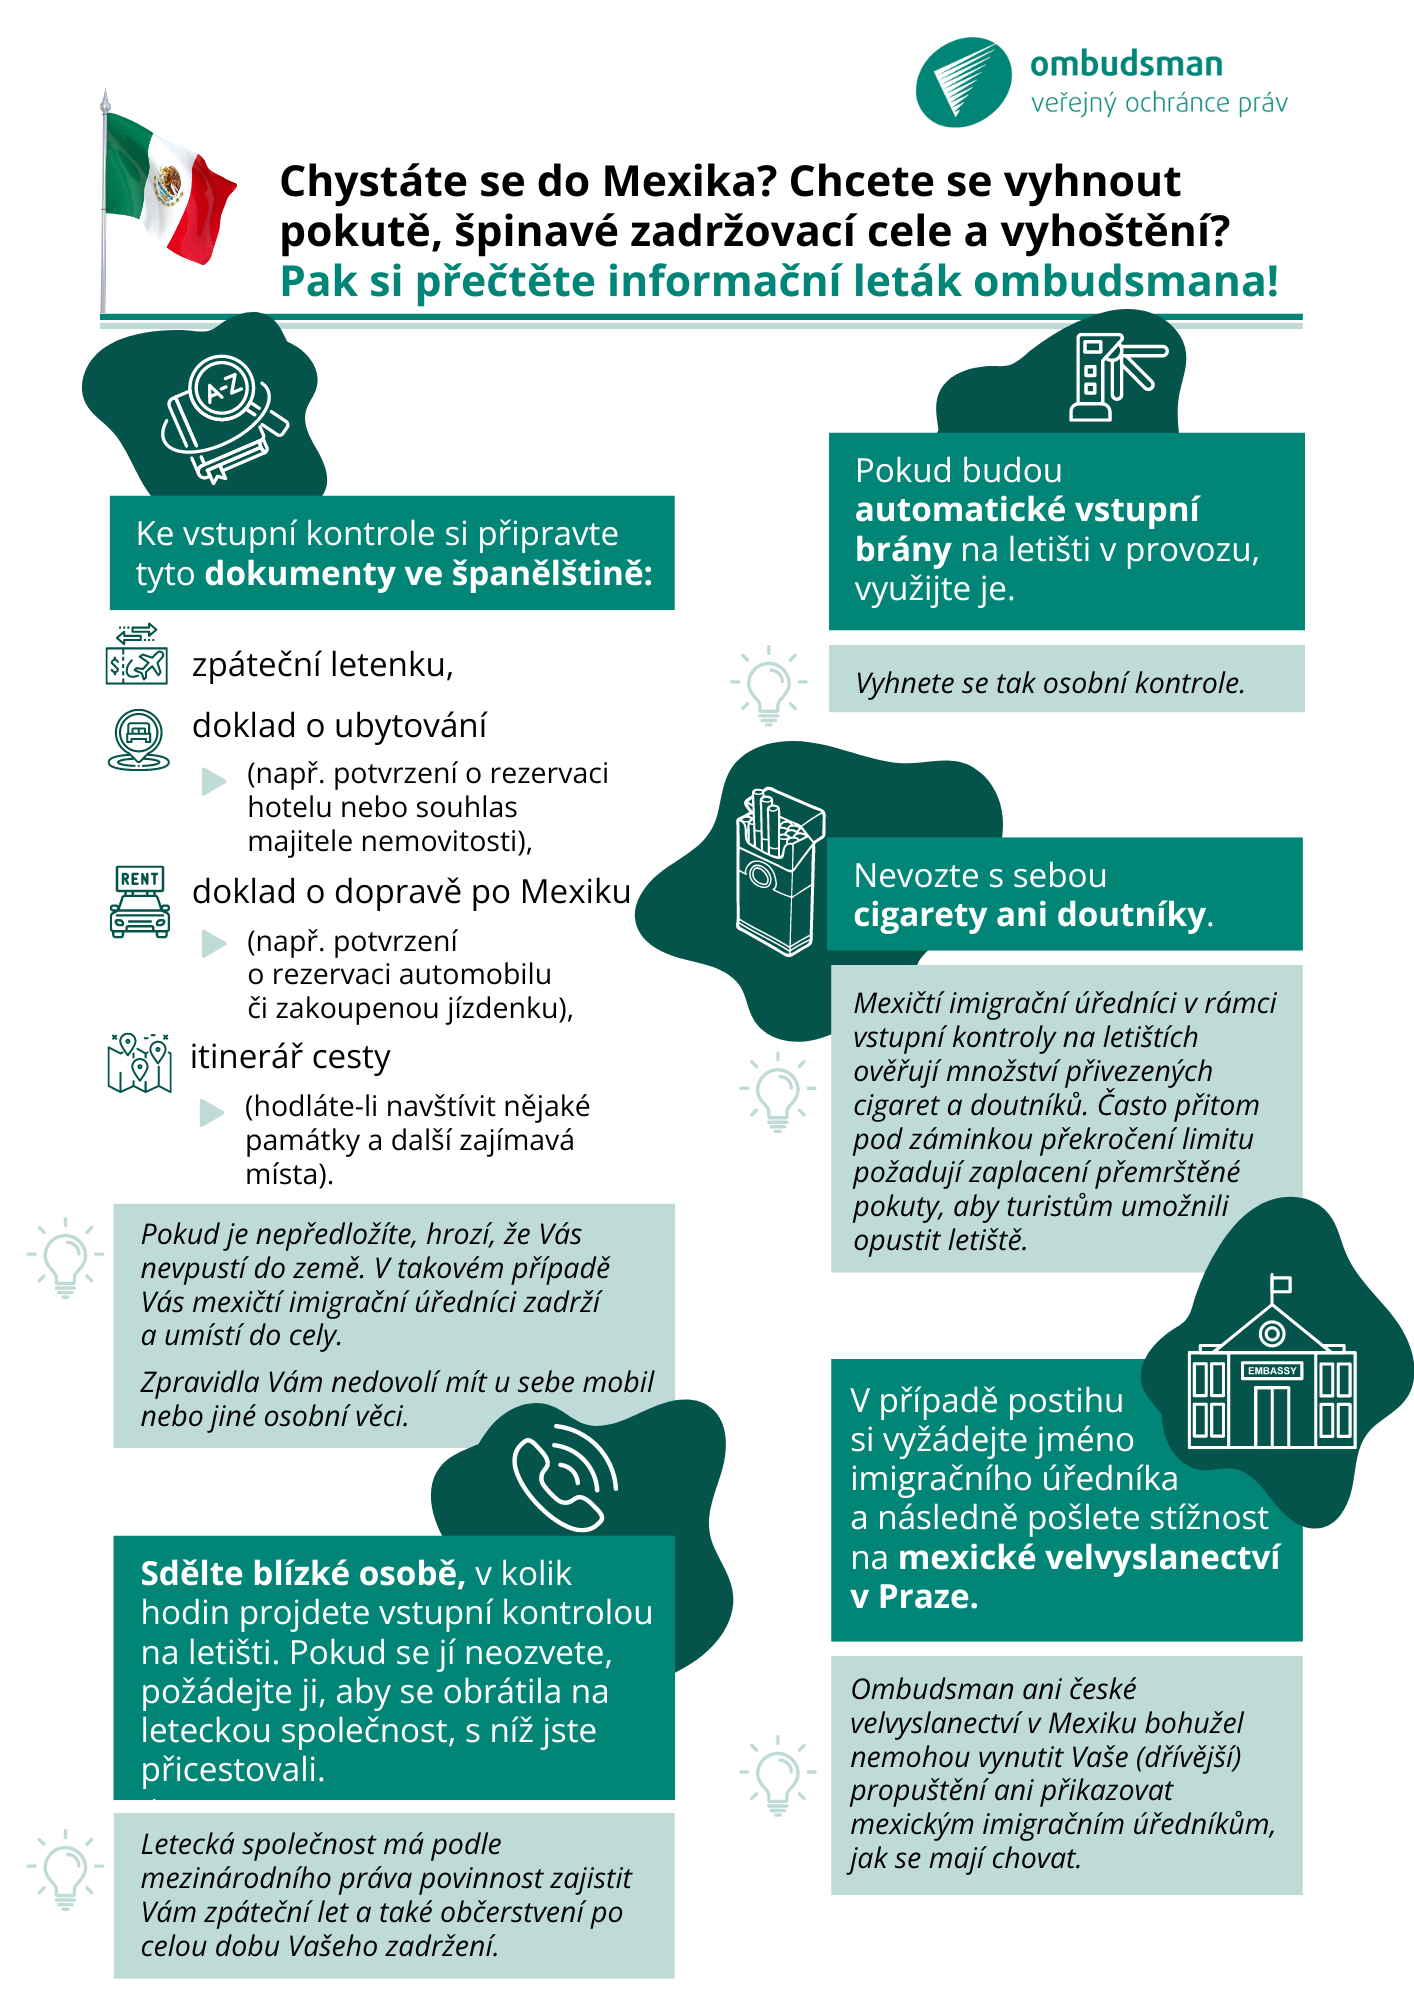 ombudsman
veřejný ochránce práv
Chystáte se do Mexika? Chcete se vyhnout
pokutě, špinavé zadržovací cele a vyhoštění?
Pak si přečtěte informační leták ombudsmana!
A-Z
Ke vstupní kontrole si připravte
tyto dokumenty ve španělštině:
$
zpáteční letenku,
doklad o ubytování
(např. potvrzení o rezervaci
hotelu nebo souhlas
majitele nemovitosti),
RENT
doklad o dopravě po Mexiku
(např. potvrzení
o rezervaci automobilu
či zakoupenou jízdenku),
itinerář cesty
(hodláte-li navštívit nějaké
památky a další zajímavá
místa).
Pokud je nepředložíte, hrozí, že Vás
nevpustí do země. V takovém případě
Vás mexičtí imigrační úředníci zadrží
a umístí do cely.
Zpravidla Vám nedovolí mít u sebe mobil
nebo jiné osobní věci.
Sdělte blízké osobě, v kolik
hodin projdete vstupní kontrolou
na letišti. Pokud se jí neozvete,
požádejte ji, aby se obrátila na
leteckou společnost, s níž jste
přicestovali.
Letecká společnost má podle
mezinárodního práva povinnost zajistit
Vám zpáteční let a také občerstvení po
celou dobu Vašeho zadržení.
Pokud budou
automatické vstupní
brány na letišti v provozu,
využijte je.
Vyhnete se tak osobní kontrole.
Nevozte s sebou
cigarety ani doutníky.
Mexičtí imigrační úředníci v rámci
vstupní kontroly na letištích
ověřují množství přivezených
cigaret a doutníků. Často přitom
pod záminkou překročení limitu
požadují zaplacení přemrštěné
pokuty, aby turistům umožnili
opustit letiště.
EMBASSY
V případě postihu
si vyžádejte jméno
imigračního úředníka
a následně pošlete stížnost
na mexické velvyslanectví
v Praze.
Ombudsman ani české
velvyslanectví v Mexiku bohužel
nemohou vynutit Vaše (dřívější)
propuštění ani přikazovat
mexickým imigračním úředníkům,
jak se mají chovat.